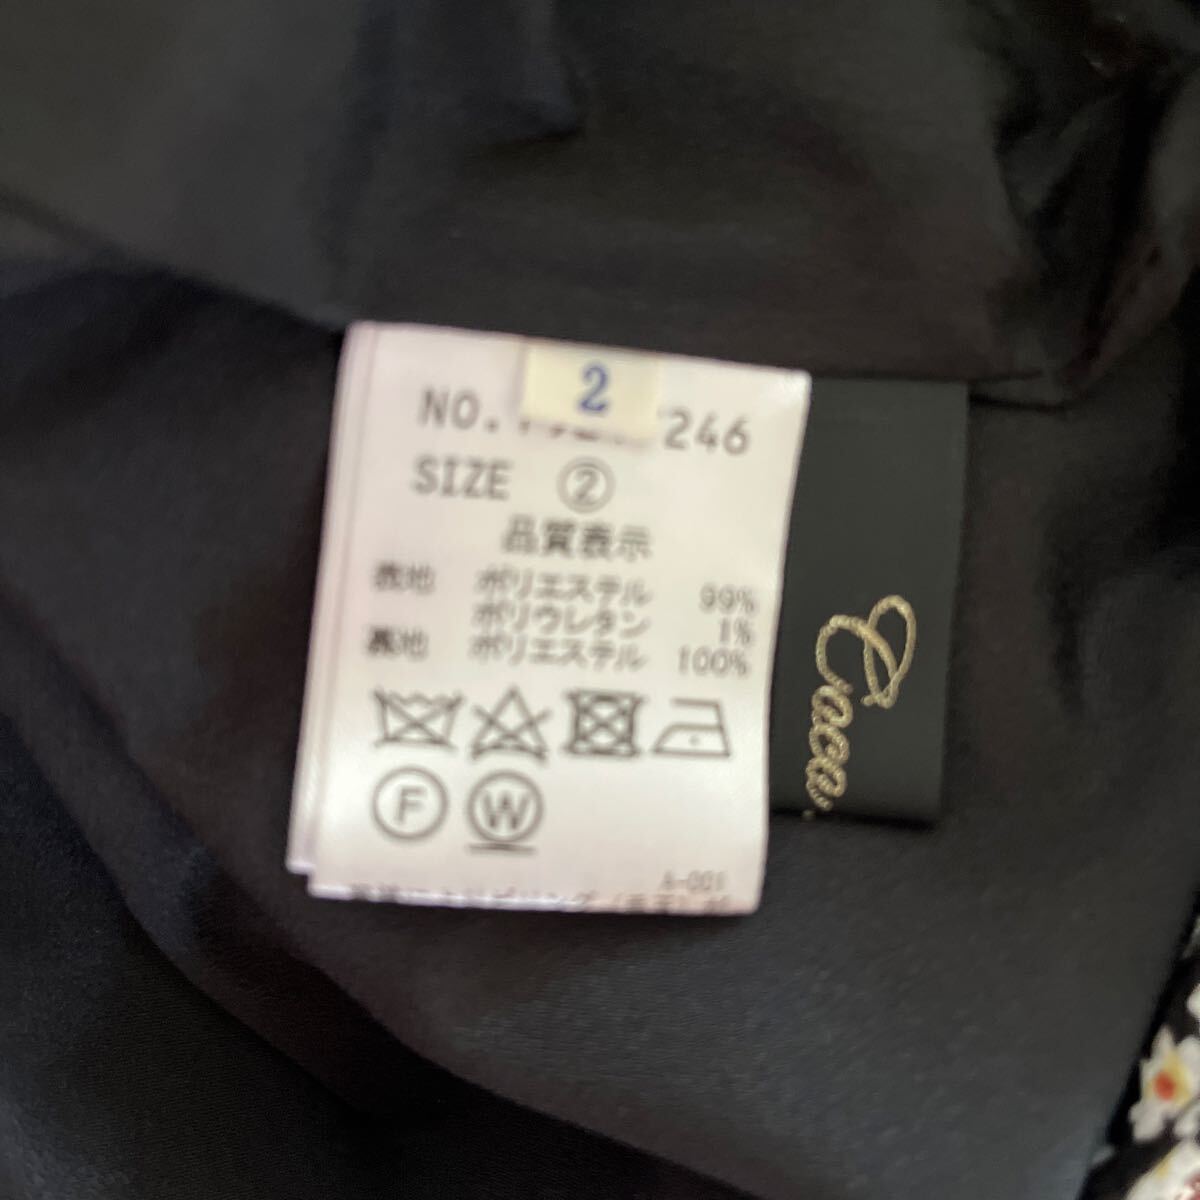 2
NO. 246
SIZE ②
品質表示
表地 ポリエステル 99%
ポリウレタン 1%
裏地 ポリエステル 100%
F W
A-001
Coco